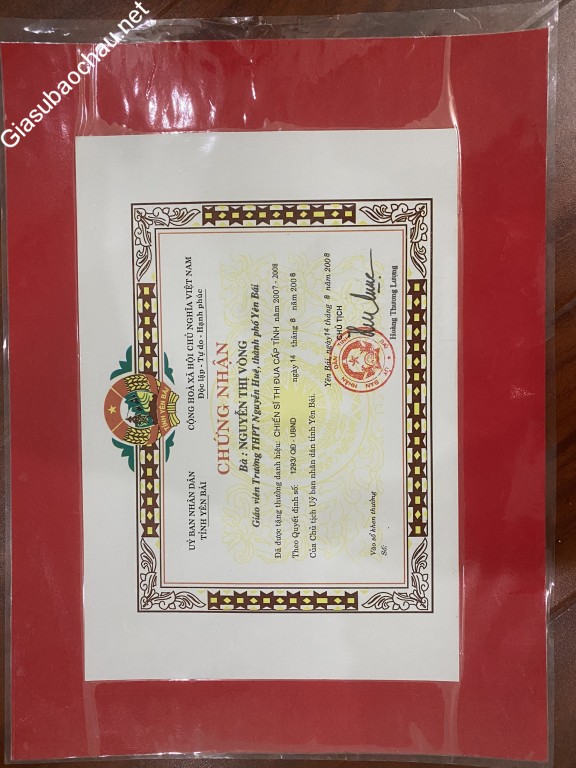 Giasubaochau.net
UỶ BAN NHÂN DÂN
TỈNH YÊN BÁI
CỘNG HOÀ XÃ HỘI CHỦ NGHĨA VIỆT NAM
Độc lập - Tự do - Hạnh phúc
TỈNH YÊN BÁI
CHỨNG NHẬN
Bà : NGUYỄN THỊ VÒNG
Giáo viên Trường THPT Nguyễn Huệ, thành phố Yên Bái
Đã được tặng thưởng danh hiệu: CHIẾN SĨ THI ĐUA CẤP TỈNH năm 2007 - 2008
Theo Quyết định số: 1293/QĐ - UBND ngày 14 tháng 8 năm 2008
Của Chủ tịch Uỷ ban nhân dân tỉnh Yên Bái.
Yên Bái, ngày 14 tháng 8 năm 2008
Vào sổ khen thưởng
Số:
CHỦ TỊCH
Hoàng Thương Lượng